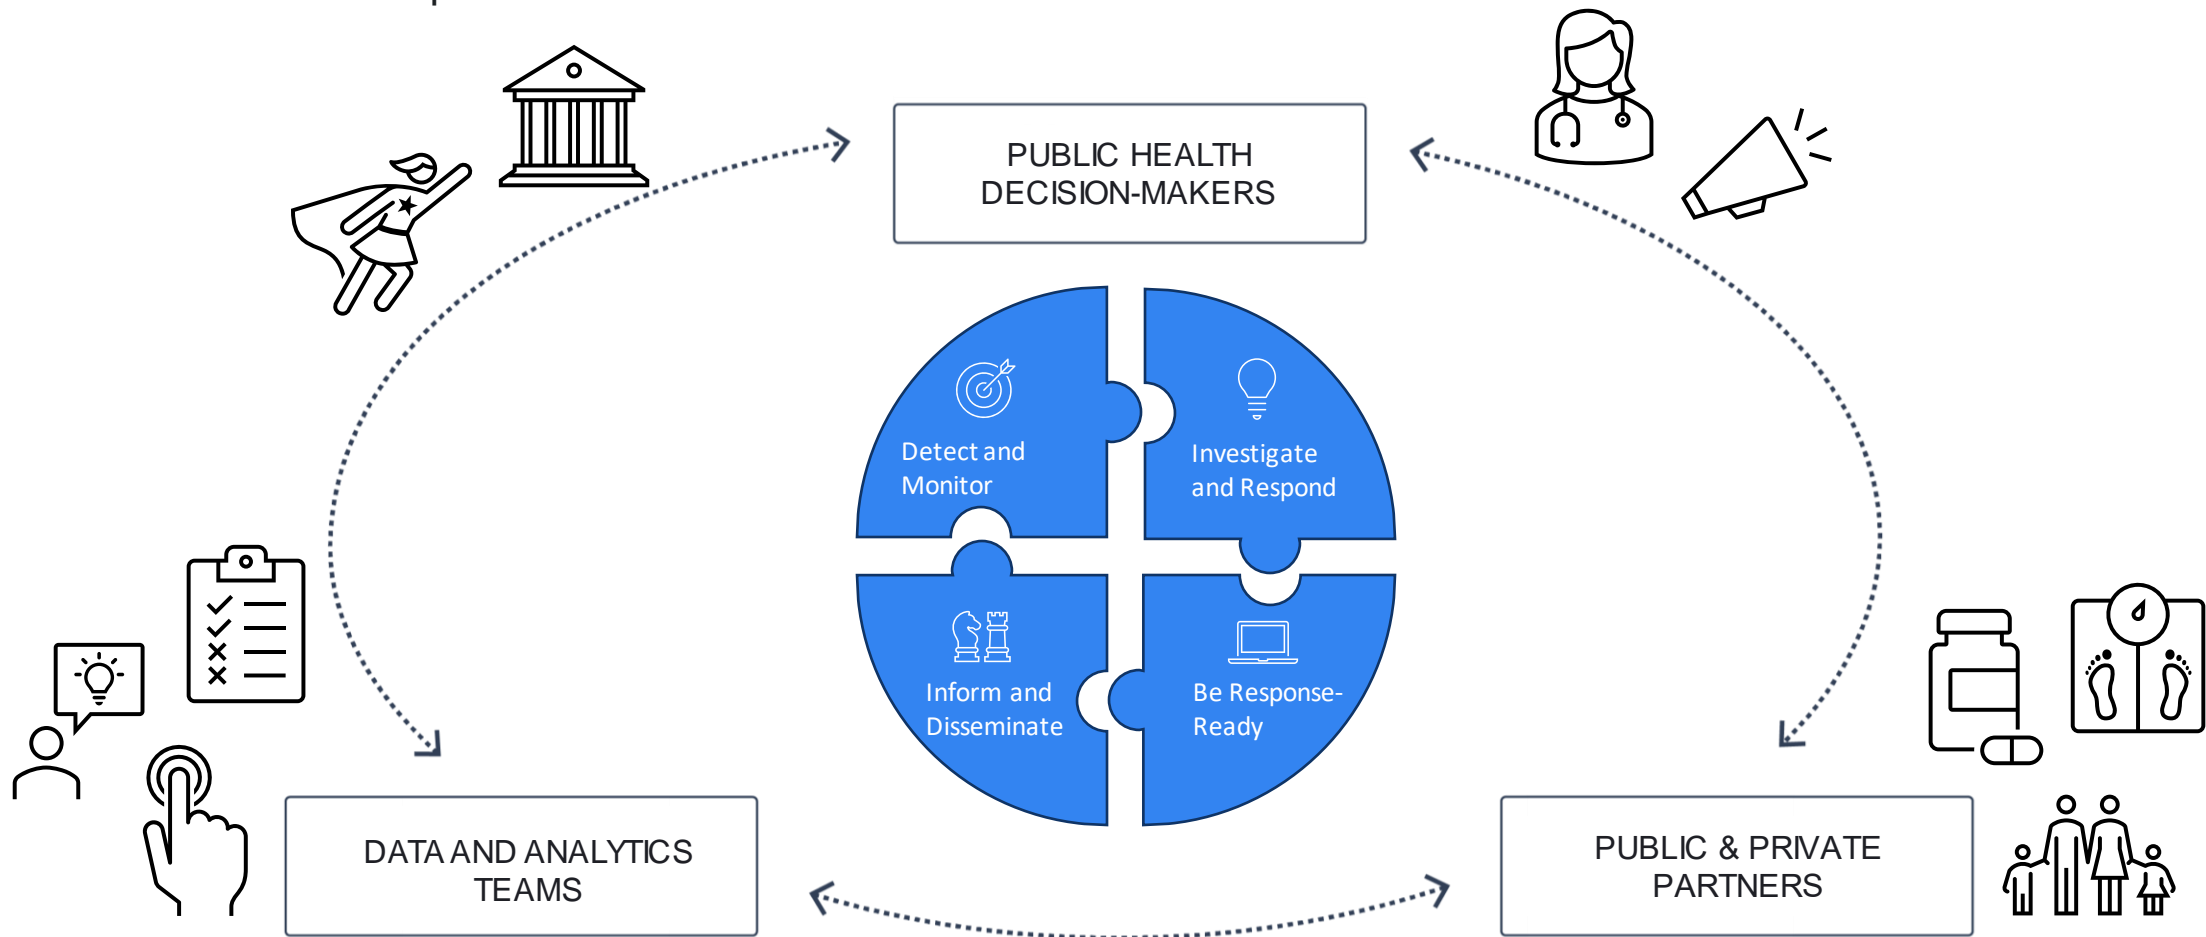 PUBLIC HEALTH
DECISION-MAKERS
Detect and
Monitor
Investigate
and Respond
Inform and
Disseminate
Be Response-
Ready
DATA AND ANALYTICS
TEAMS
PUBLIC & PRIVATE
PARTNERS